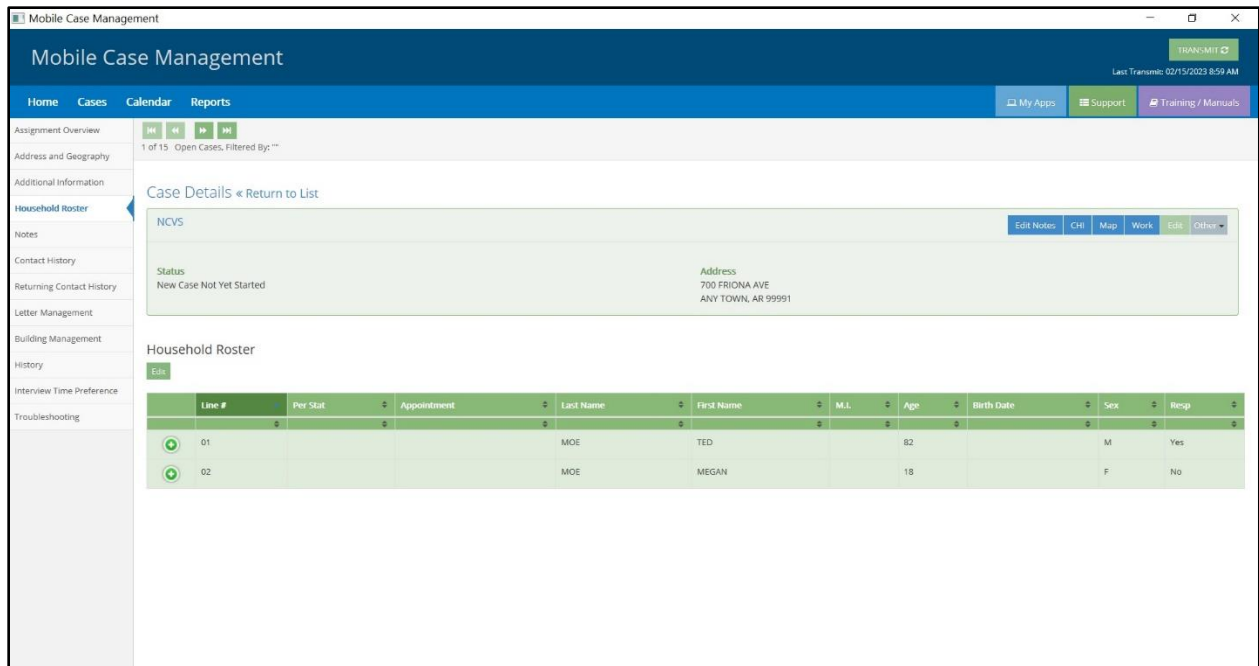 Mobile Case Management
Mobile Case Management
TRANSMIT
Last Transmit: 02/15/2023 8:59 AM
Home Cases Calendar Reports
My Apps Support Training / Manuals
Assignment Overview
Address and Geography
Additional Information
Household Roster
Notes
Contact History
Returning Contact History
Letter Management
Building Management
History
Interview Time Preference
Troubleshooting
1 of 15 Open Cases, Filtered By: ""
Case Details « Return to List
NCVS
Edit Notes CHI Map Work Edit Other
Status
New Case Not Yet Started
Address
700 FRIONA AVE
ANY TOWN, AR 99991
Household Roster
Edit
Line # Per Stat Appointment Last Name First Name M.I. Age Birth Date Sex Resp
01 MOE TED 82 M Yes
02 MOE MEGAN 18 F No